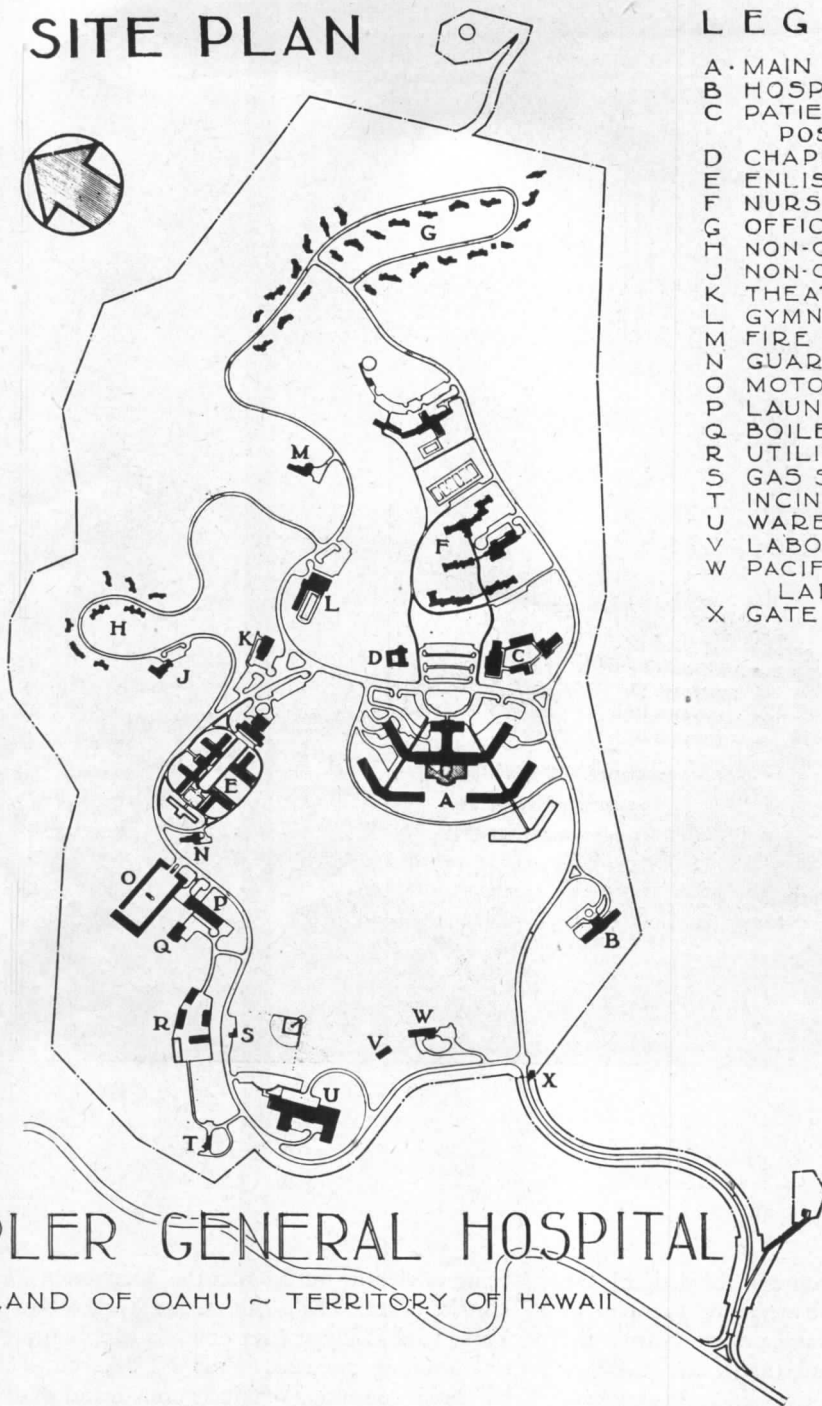 SITE PLAN
LEG
A. MAIN
B HOSP
C PATIE
POS
D CHAP
E ENLIS
F NURS
G OFFIC
H NON-C
J NON-C
K THEAT
L GYMN
M FIRE
N GUAR
O MOTO
P LAUN
Q BOILE
R UTILI
S GAS S
T INCIN
U WARE
V LABO
W PACIF
LAB
X GATE
G
M
F
L
H
K
D
C
J
E
A
N
O
P
Q
B
R
S
W
V
U
X
T
PLER GENERAL HOSPITAL
LAND OF OAHU ~ TERRITORY OF HAWAII